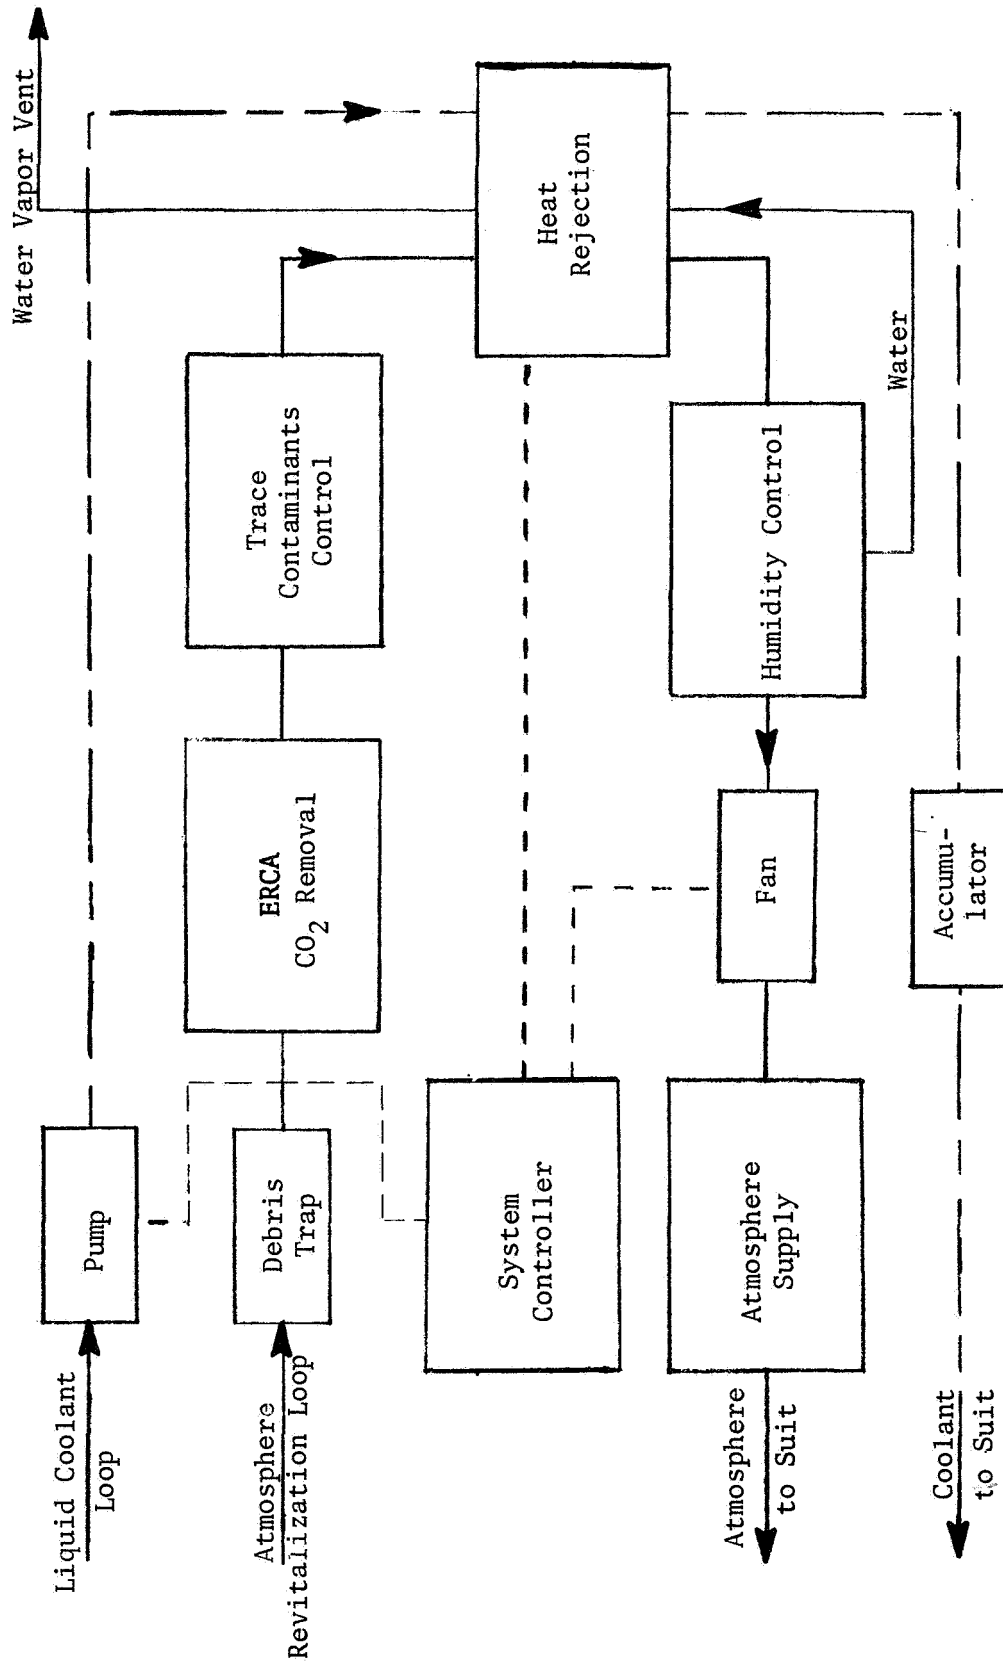 Liquid Coolant
Loop
Pump
Water Vapor Vent
Atmosphere
Revitalization Loop
Debris
Trap
ERCA
CO2 Removal
Trace
Contaminants
Control
System
Controller
Heat
Rejection
Atmosphere
to Suit
Atmosphere
Supply
Fan
Humidity Control
Water
Coolant
to Suit
Accumu-
lator